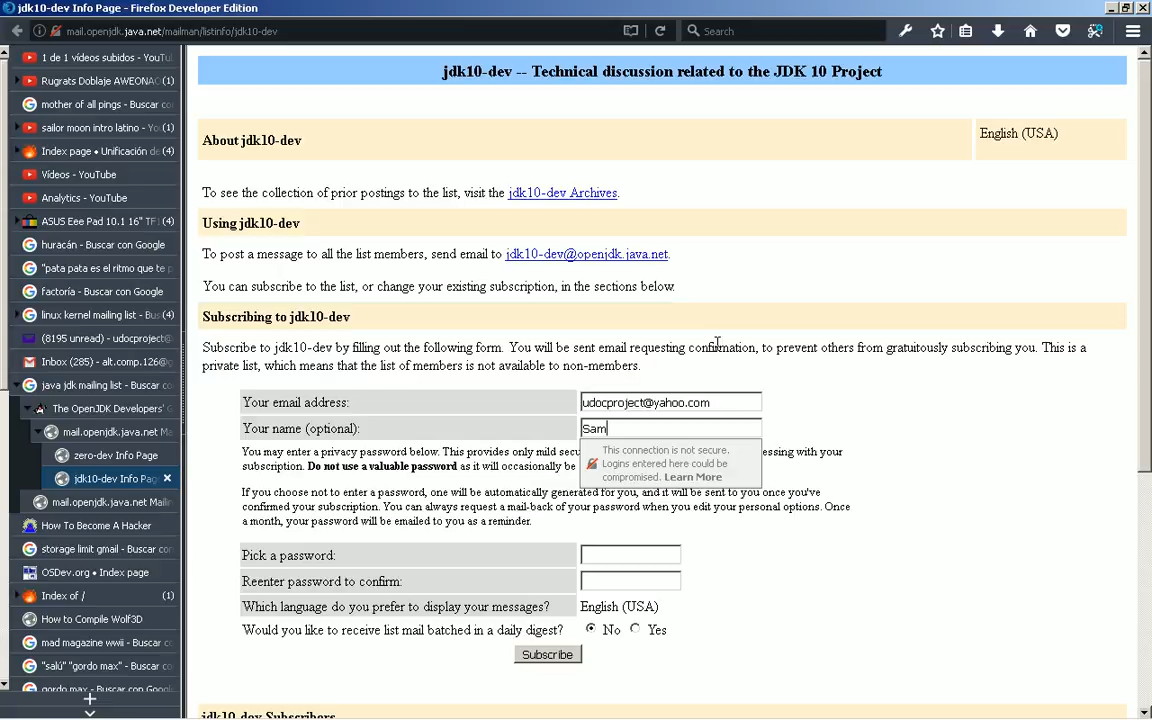 jdk10-dev Info Page - Firefox Developer Edition
mail.openjdk.java.net/mailman/listinfo/jdk10-dev
Search
1 de 1 vídeos subidos - YouTu
Rugrats Doblaje AWEONAO (1)
mother of all pings - Buscar c
sailor moon intro latino - Yo (1)
Index page • Unificación de (4)
Vídeos - YouTube
Analytics - YouTube
ASUS Eee Pad 10.1 16" TF1 (4)
huracán - Buscar con Google
"pata pata es el ritmo que te p
factoría - Buscar con Google
linux kernel mailing list - Bu (4)
(8195 unread) - udocproject@
Inbox (285) - alt.comp.126@g
java jdk mailing list - Buscar c
The OpenJDK Developers' G
mail.openjdk.java.net Ma
zero-dev Info Page
jdk10-dev Info Pag
mail.openjdk.java.net Mailin
How To Become A Hacker
storage limit gmail - Buscar co
OSDev.org • Index page
Index of / (1)
How to Compile Wolf3D
mad magazine wwii - Buscar c
"salú" "gordo max" - Buscar c
gordo max - Buscar con Google
jdk10-dev -- Technical discussion related to the JDK 10 Project
About jdk10-dev
English (USA)
To see the collection of prior postings to the list, visit the jdk10-dev Archives.
Using jdk10-dev
To post a message to all the list members, send email to jdk10-dev@openjdk.java.net.
You can subscribe to the list, or change your existing subscription, in the sections below.
Subscribing to jdk10-dev
Subscribe to jdk10-dev by filling out the following form. You will be sent email requesting confirmation, to prevent others from gratuitously subscribing you. This is a
private list, which means that the list of members is not available to non-members.
Your email address: udocproject@yahoo.com
Your name (optional): Sam
You may enter a privacy password below. This provides only mild sec essing with your
subscription. Do not use a valuable password as it will occasionally be
This connection is not secure.
Logins entered here could be
compromised. Learn More
If you choose not to enter a password, one will be automatically generated for you, and it will be sent to you once you've
confirmed your subscription. You can always request a mail-back of your password when you edit your personal options. Once
a month, your password will be emailed to you as a reminder.
Pick a password:
Reenter password to confirm:
Which language do you prefer to display your messages? English (USA)
Would you like to receive list mail batched in a daily digest? No Yes
Subscribe
jdk10-dev Subscribers